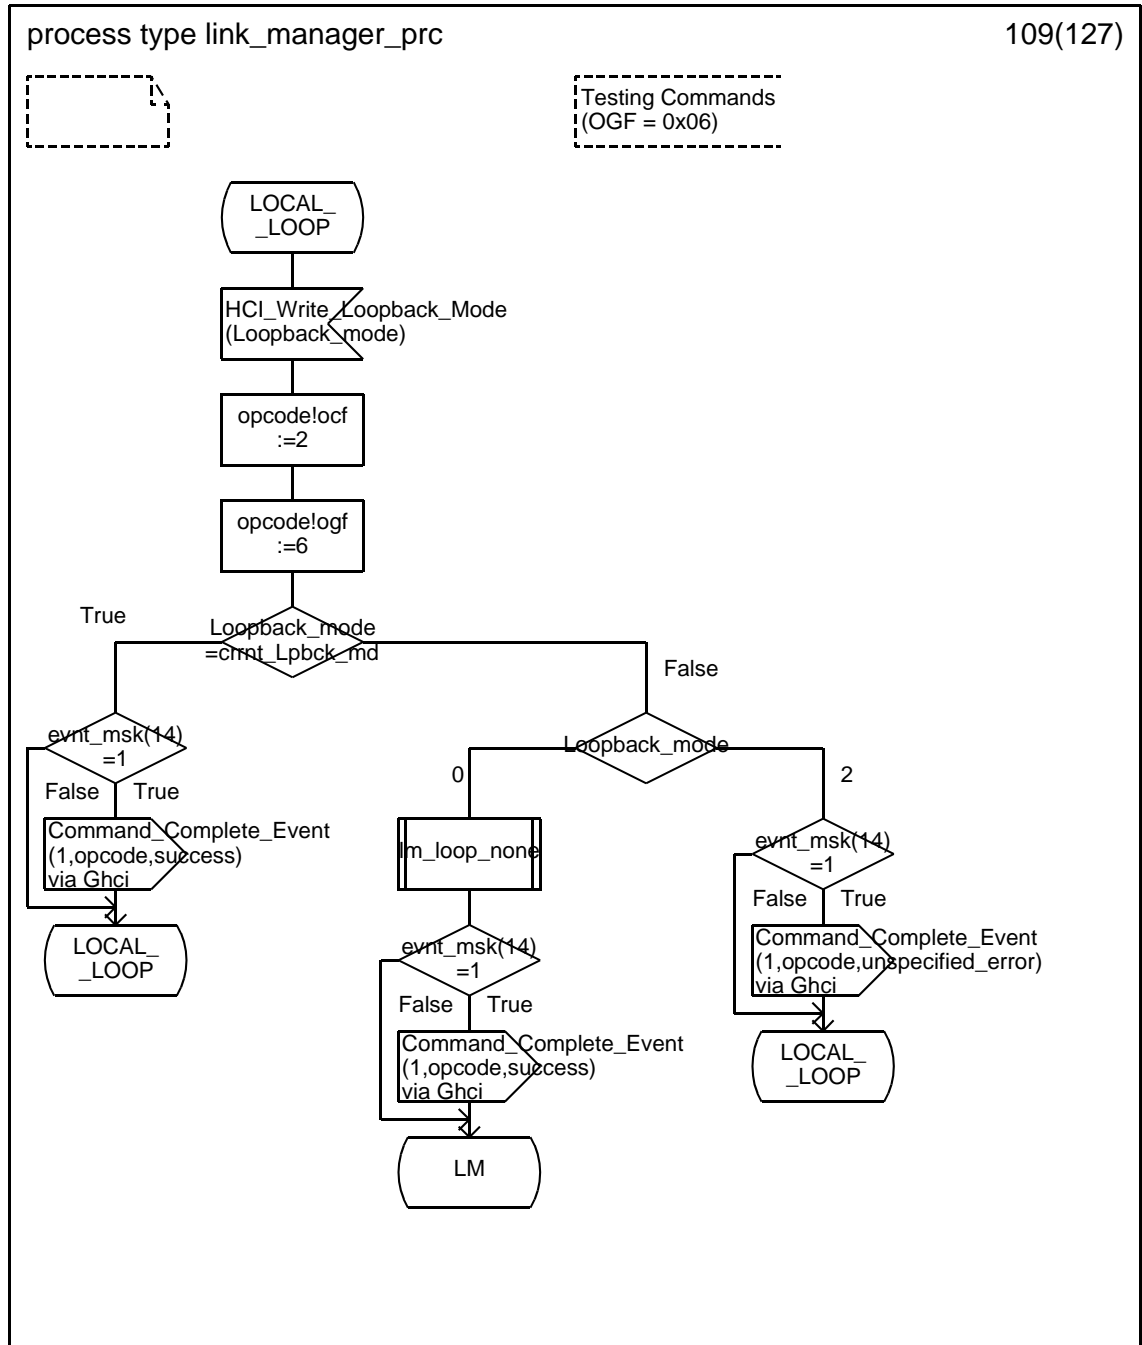 process type link_manager_prc
109(127)
Testing Commands
(OGF = 0x06)
LOCAL_
_LOOP
HCI_Write_Loopback_Mode
(Loopback_mode)
opcode!ocf
:=2
opcode!ogf
:=6
Loopback_mode
=crrnt_Lpbck_md
True
False
evnt_msk(14)
=1
False
True
Command_Complete_Event
(1,opcode,success)
via Ghci
LOCAL_
_LOOP
Loopback_mode
0
2
lm_loop_none
evnt_msk(14)
=1
False
True
Command_Complete_Event
(1,opcode,success)
via Ghci
LM
evnt_msk(14)
=1
False
True
Command_Complete_Event
(1,opcode,unspecified_error)
via Ghci
LOCAL_
_LOOP